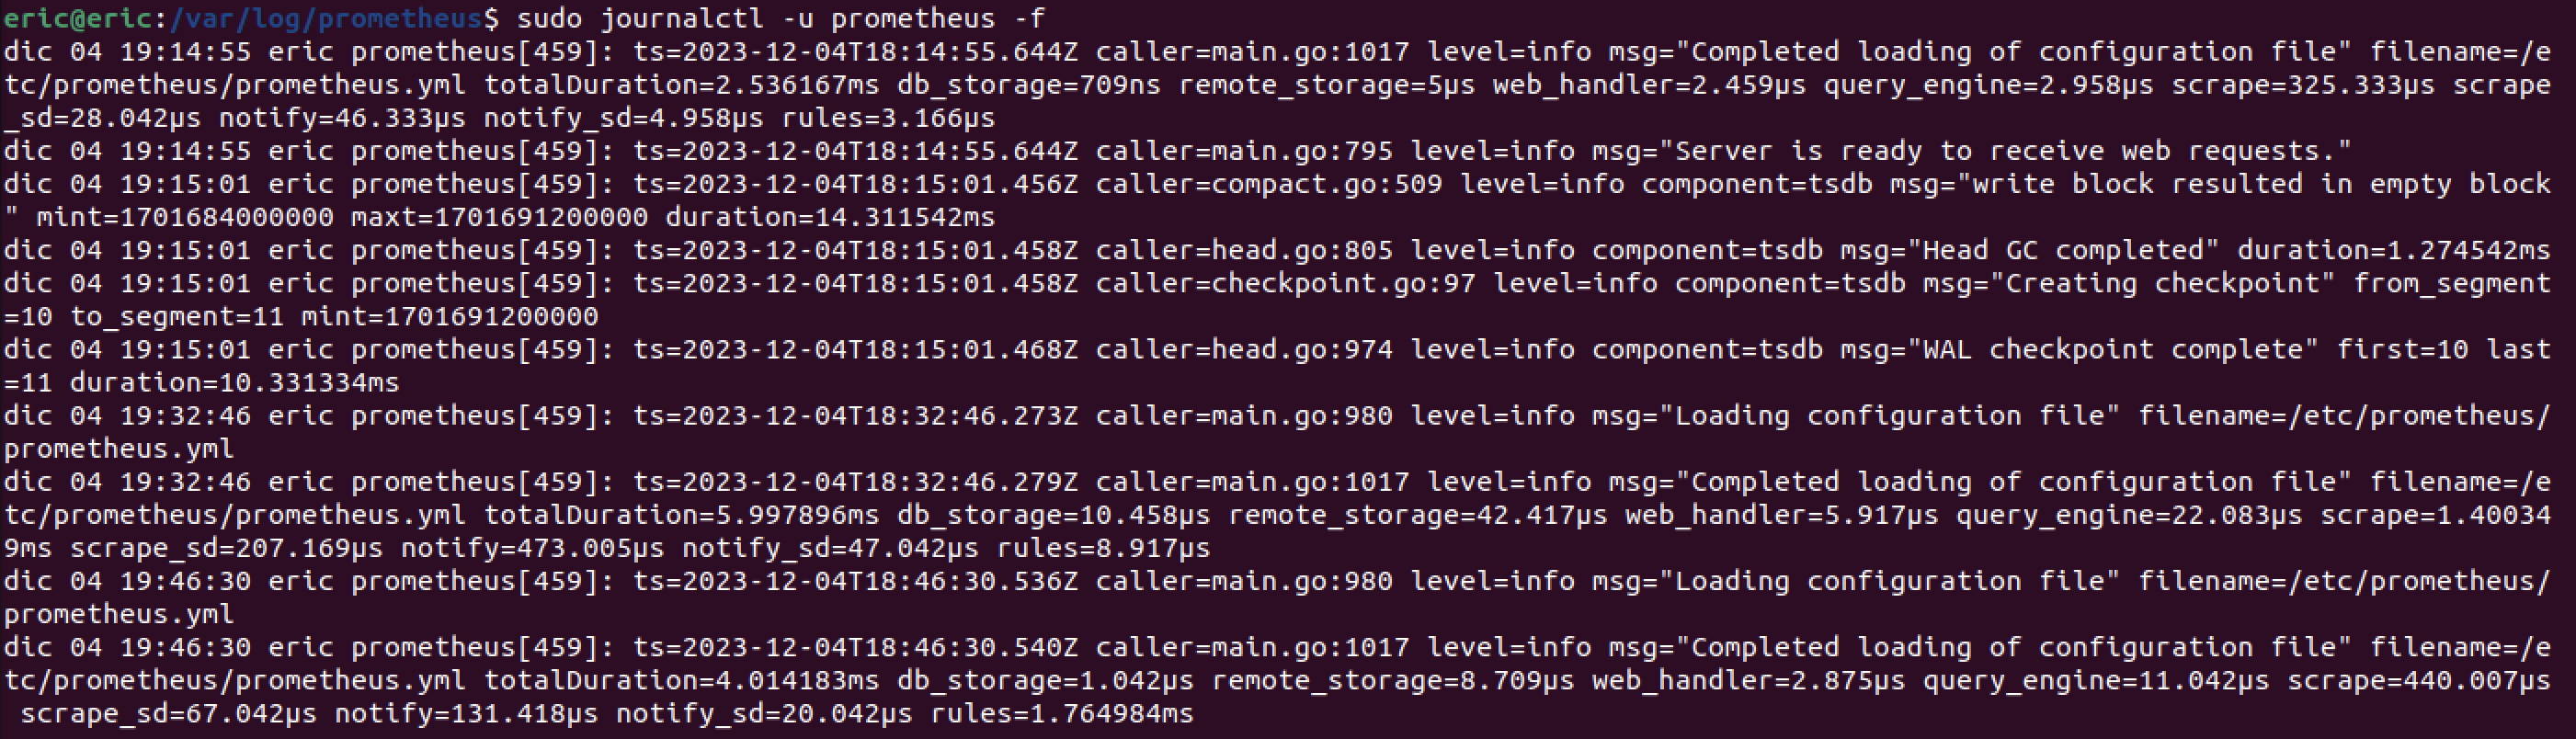 eric@eric:/var/log/prometheus$ sudo journalctl -u prometheus -f
dic 04 19:14:55 eric prometheus[459]: ts=2023-12-04T18:14:55.644Z caller=main.go:1017 level=info msg="Completed loading of configuration file" filename=/e
tc/prometheus/prometheus.yml totalDuration=2.536167ms db_storage=709ns remote_storage=5µs web_handler=2.459µs query_engine=2.958µs scrape=325.333µs scrape
_sd=28.042µs notify=46.333µs notify_sd=4.958µs rules=3.166µs
dic 04 19:14:55 eric prometheus[459]: ts=2023-12-04T18:14:55.644Z caller=main.go:795 level=info msg="Server is ready to receive web requests."
dic 04 19:15:01 eric prometheus[459]: ts=2023-12-04T18:15:01.456Z caller=compact.go:509 level=info component=tsdb msg="write block resulted in empty block
" mint=1701684000000 maxt=1701691200000 duration=14.311542ms
dic 04 19:15:01 eric prometheus[459]: ts=2023-12-04T18:15:01.458Z caller=head.go:805 level=info component=tsdb msg="Head GC completed" duration=1.274542ms
dic 04 19:15:01 eric prometheus[459]: ts=2023-12-04T18:15:01.458Z caller=checkpoint.go:97 level=info component=tsdb msg="Creating checkpoint" from_segment
=10 to_segment=11 mint=1701691200000
dic 04 19:15:01 eric prometheus[459]: ts=2023-12-04T18:15:01.468Z caller=head.go:974 level=info component=tsdb msg="WAL checkpoint complete" first=10 last
=11 duration=10.331334ms
dic 04 19:32:46 eric prometheus[459]: ts=2023-12-04T18:32:46.273Z caller=main.go:980 level=info msg="Loading configuration file" filename=/etc/prometheus/
prometheus.yml
dic 04 19:32:46 eric prometheus[459]: ts=2023-12-04T18:32:46.279Z caller=main.go:1017 level=info msg="Completed loading of configuration file" filename=/e
tc/prometheus/prometheus.yml totalDuration=5.997896ms db_storage=10.458µs remote_storage=42.417µs web_handler=5.917µs query_engine=22.083µs scrape=1.40034
9ms scrape_sd=207.169µs notify=473.005µs notify_sd=47.042µs rules=8.917µs
dic 04 19:46:30 eric prometheus[459]: ts=2023-12-04T18:46:30.536Z caller=main.go:980 level=info msg="Loading configuration file" filename=/etc/prometheus/
prometheus.yml
dic 04 19:46:30 eric prometheus[459]: ts=2023-12-04T18:46:30.540Z caller=main.go:1017 level=info msg="Completed loading of configuration file" filename=/e
tc/prometheus/prometheus.yml totalDuration=4.014183ms db_storage=1.042µs remote_storage=8.709µs web_handler=2.875µs query_engine=11.042µs scrape=440.007µs
 scrape_sd=67.042µs notify=131.418µs notify_sd=20.042µs rules=1.764984ms